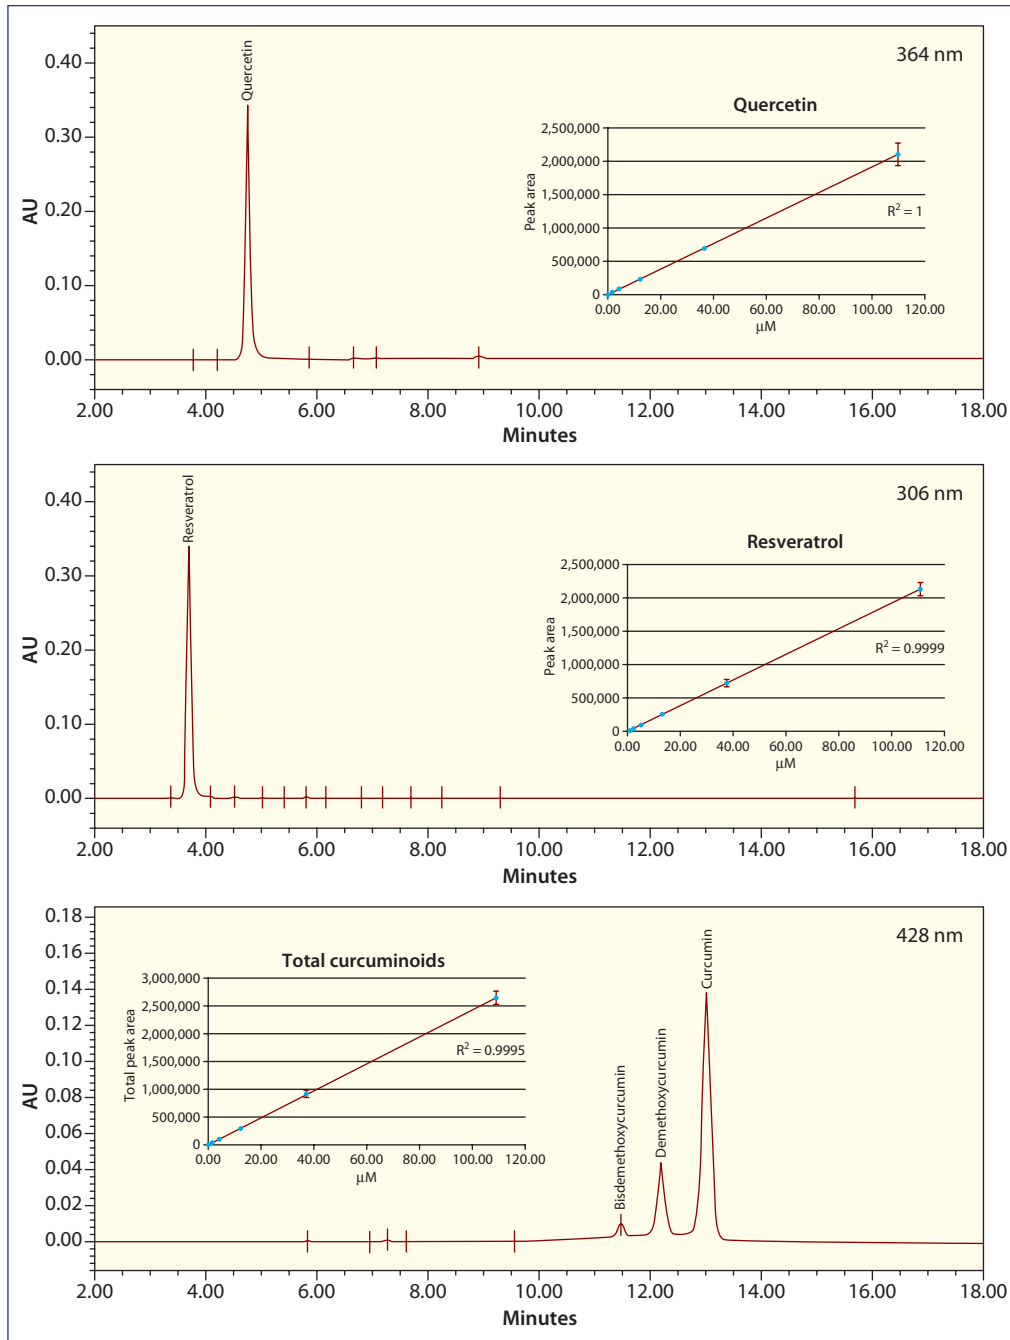 364 nm
0.40
0.30
0.20
0.10
0.00
AU
Quercetin
Quercetin
2,500,000
2,000,000
1,500,000
1,000,000
500,000
0
Peak area
R² = 1
0.00 20.00 40.00 60.00 80.00 100.00 120.00
µM
2.00 4.00 6.00 8.00 10.00 12.00 14.00 16.00 18.00
Minutes
306 nm
0.40
0.30
0.20
0.10
0.00
AU
Resveratrol
Resveratrol
2,500,000
2,000,000
1,500,000
1,000,000
500,000
0
Peak area
R² = 0.9999
0.00 20.00 40.00 60.00 80.00 100.00 120.00
µM
2.00 4.00 6.00 8.00 10.00 12.00 14.00 16.00 18.00
Minutes
428 nm
0.18
0.16
0.14
0.12
0.10
0.08
0.06
0.04
0.02
0.00
AU
Total curcuminoids
3,000,000
2,500,000
2,000,000
1,500,000
1,000,000
500,000
0
Total peak area
R² = 0.9995
0.00 20.00 40.00 60.00 80.00 100.00 120.00
µM
Bisdemethoxycurcumin
Demethoxycurcumin
Curcumin
2.00 4.00 6.00 8.00 10.00 12.00 14.00 16.00 18.00
Minutes